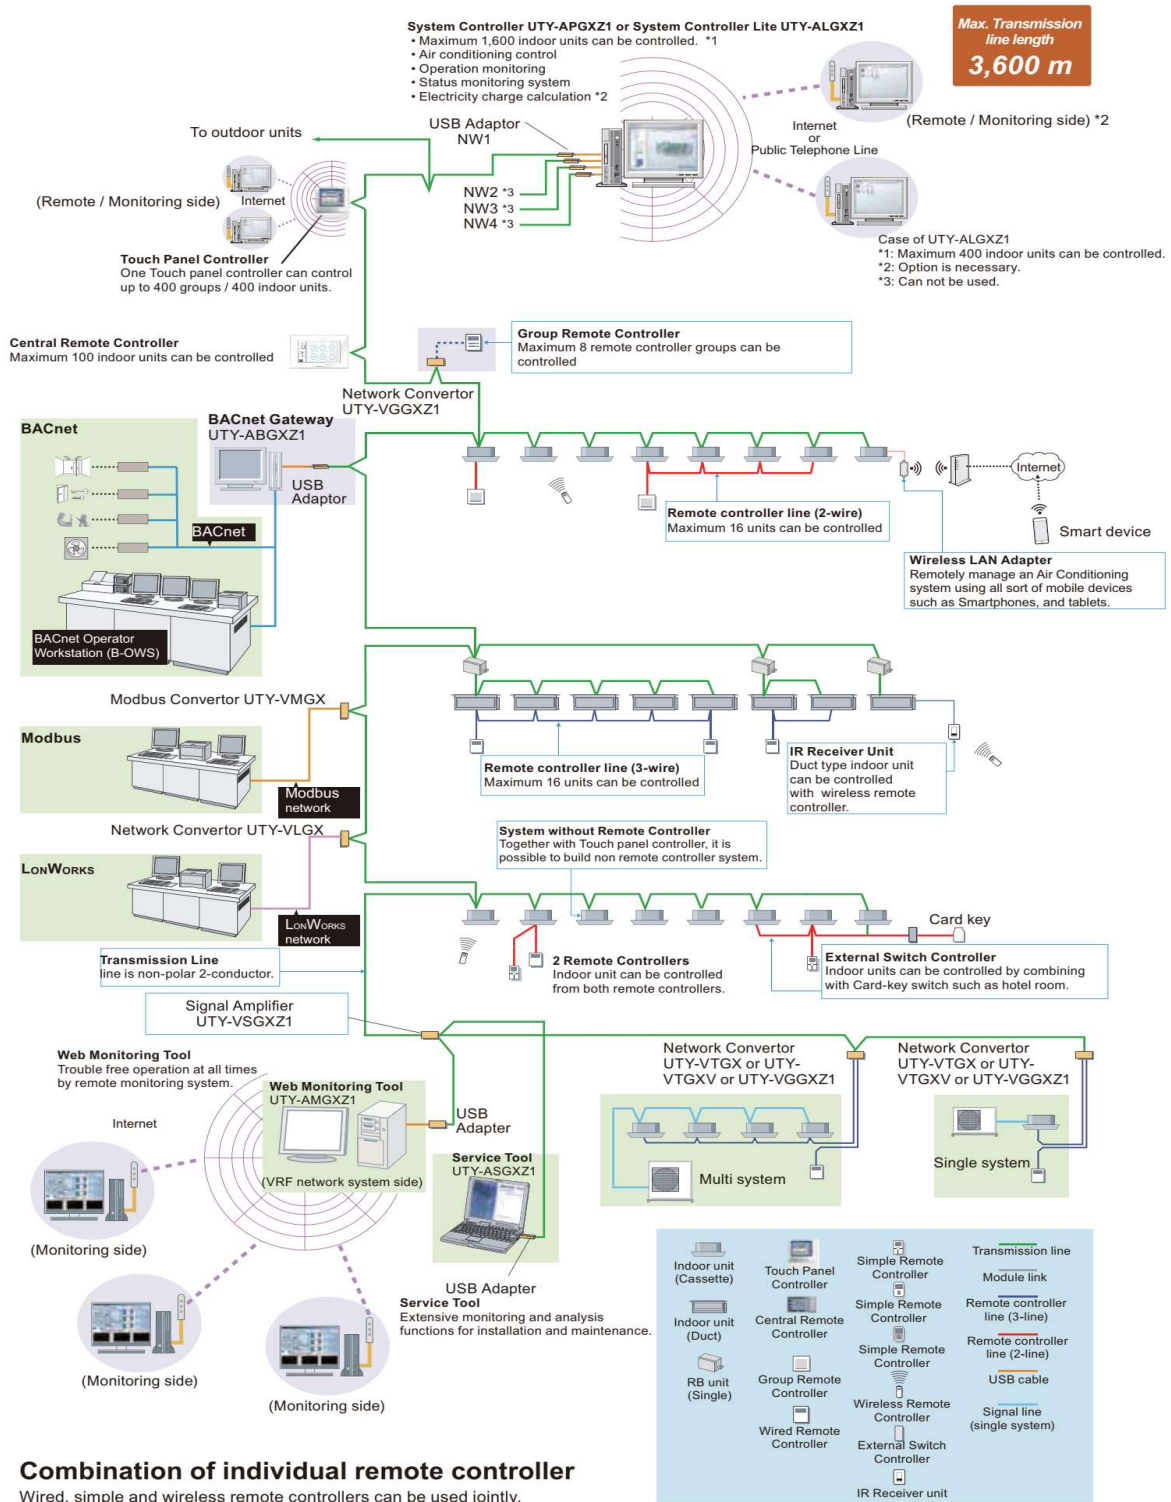 System Controller UTY-APGXZ1 or System Controller Lite UTY-ALGXZ1
• Maximum 1,600 indoor units can be controlled. *1
• Air conditioning control
• Operation monitoring
• Status monitoring system
• Electricity charge calculation *2
Max. Transmission
line length
3,600 m
USB Adaptor
NW1
To outdoor units
NW2 *3
NW3 *3
NW4 *3
Internet
or
Public Telephone Line
(Remote / Monitoring side) *2
(Remote / Monitoring side)
Internet
Touch Panel Controller
One Touch panel controller can control
up to 400 groups / 400 indoor units.
Case of UTY-ALGXZ1
*1: Maximum 400 indoor units can be controlled.
*2: Option is necessary.
*3: Can not be used.
Central Remote Controller
Maximum 100 indoor units can be controlled
Group Remote Controller
Maximum 8 remote controller groups can be
controlled
Network Convertor
UTY-VGGXZ1
BACnet
BACnet Gateway
UTY-ABGXZ1
USB
Adaptor
BACnet
BACnet Operator
Workstation (B-OWS)
Remote controller line (2-wire)
Maximum 16 units can be controlled
Internet
Smart device
Wireless LAN Adapter
Remotely manage an Air Conditioning
system using all sort of mobile devices
such as Smartphones, and tablets.
Modbus Convertor UTY-VMGX
Modbus
Modbus
network
Remote controller line (3-wire)
Maximum 16 units can be controlled
IR Receiver Unit
Duct type indoor unit
can be controlled
with wireless remote
controller.
Network Convertor UTY-VLGX
LONWORKS
LONWORKS
network
System without Remote Controller
Together with Touch panel controller, it is
possible to build non remote controller system.
Card key
Transmission Line
line is non-polar 2-conductor.
2 Remote Controllers
Indoor unit can be controlled
from both remote controllers.
External Switch Controller
Indoor units can be controlled by combining
with Card-key switch such as hotel room.
Signal Amplifier
UTY-VSGXZ1
Web Monitoring Tool
Trouble free operation at all times
by remote monitoring system.
Internet
Web Monitoring Tool
UTY-AMGXZ1
(VRF network system side)
USB
Adapter
Service Tool
UTY-ASGXZ1
Network Convertor
UTY-VTGX or UTY-
VTGXV or UTY-VGGXZ1
Multi system
Network Convertor
UTY-VTGX or UTY-
VTGXV or UTY-VGGXZ1
Single system
(Monitoring side)
(Monitoring side)
(Monitoring side)
USB Adapter
Service Tool
Extensive monitoring and analysis
functions for installation and maintenance.
Indoor unit
(Cassette)
Indoor unit
(Duct)
RB unit
(Single)
Touch Panel
Controller
Central Remote
Controller
Group Remote
Controller
Wired Remote
Controller
Simple Remote
Controller
Simple Remote
Controller
Simple Remote
Controller
Wireless Remote
Controller
External Switch
Controller
IR Receiver unit
Transmission line
Module link
Remote controller
line (3-line)
Remote controller
line (2-line)
USB cable
Signal line
(single system)
Combination of individual remote controller
Wired, simple and wireless remote controllers can be used jointly.